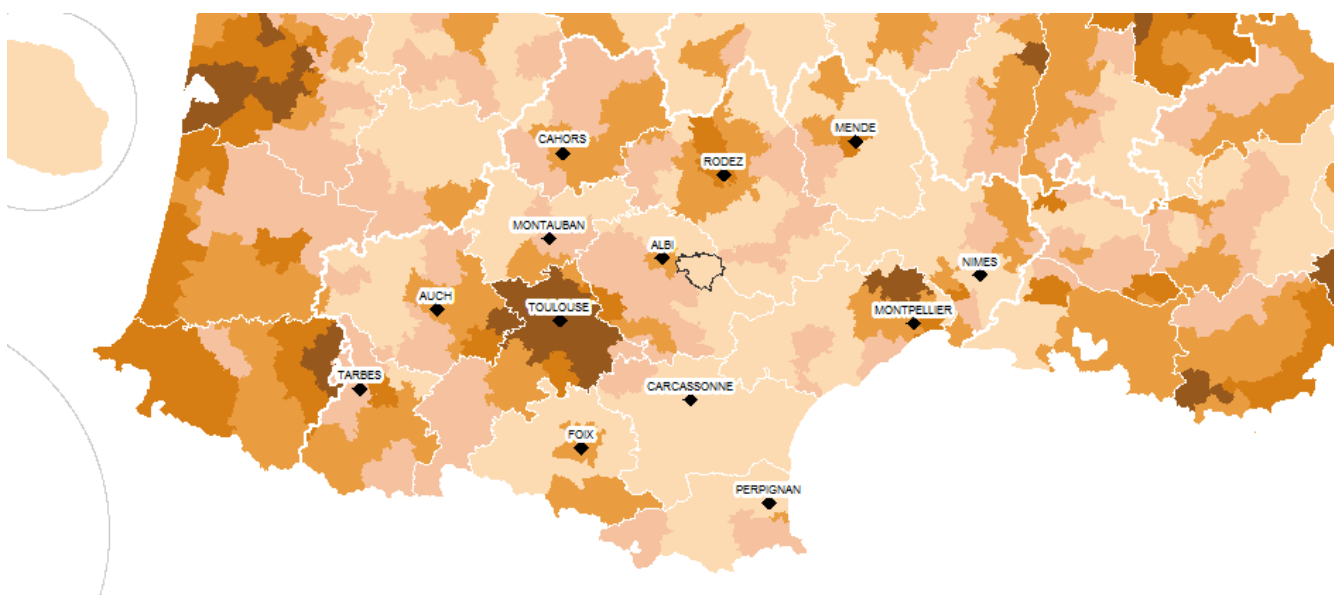 MENDE
CAHORS
RODEZ
MONTAUBAN
ALBI
NIMES
AUCH
TOULOUSE
MONTPELLIER
TARBES
CARCASSONNE
FOIX
PERPIGNAN